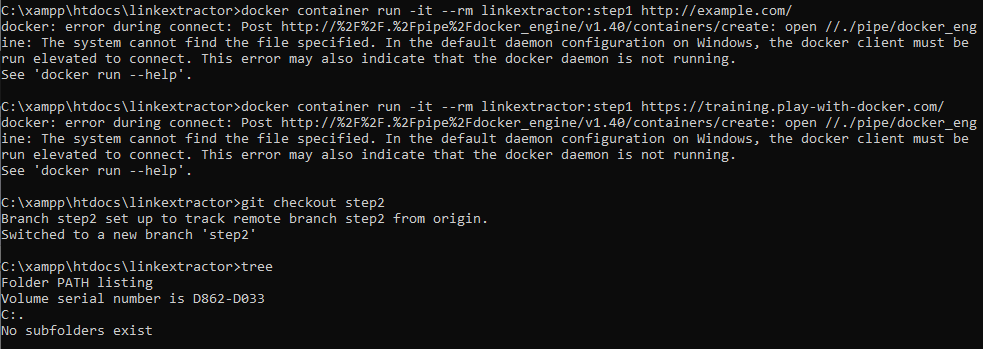 C:\xampp\htdocs\linkextractor>docker container run -it --rm linkextractor:step1 http://example.com/
docker: error during connect: Post http://%2F%2F.%2Fpipe%2Fdocker_engine/v1.40/containers/create: open //./pipe/docker_eng
ine: The system cannot find the file specified. In the default daemon configuration on Windows, the docker client must be
run elevated to connect. This error may also indicate that the docker daemon is not running.
See 'docker run --help'.
C:\xampp\htdocs\linkextractor>docker container run -it --rm linkextractor:step1 https://training.play-with-docker.com/
docker: error during connect: Post http://%2F%2F.%2Fpipe%2Fdocker_engine/v1.40/containers/create: open //./pipe/docker_eng
ine: The system cannot find the file specified. In the default daemon configuration on Windows, the docker client must be
run elevated to connect. This error may also indicate that the docker daemon is not running.
See 'docker run --help'.
C:\xampp\htdocs\linkextractor>git checkout step2
Branch step2 set up to track remote branch step2 from origin.
Switched to a new branch 'step2'
C:\xampp\htdocs\linkextractor>tree
Folder PATH listing
Volume serial number is D862-D033
C:.
No subfolders exist